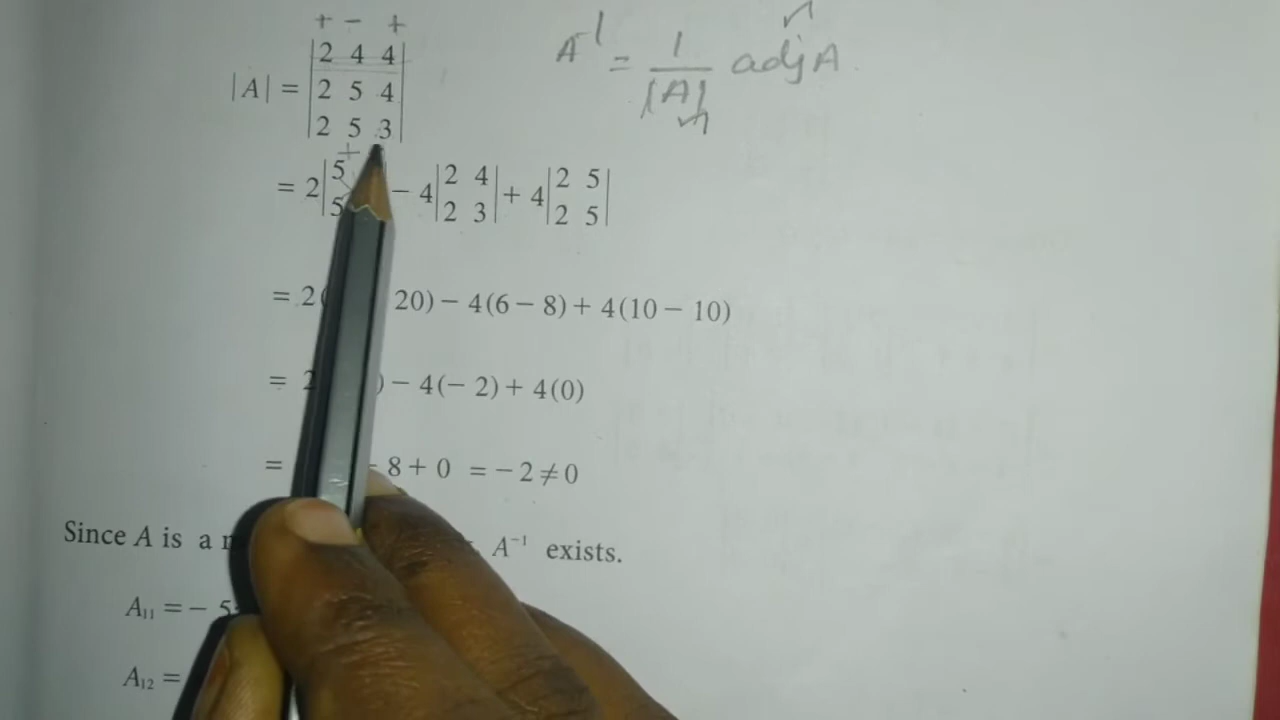 + - +
|A| = |2 4 4|
|2 5 4|
|2 5 3|
A^-1 = 1/|A| adj A
= 2|5 - 4|2 4| + 4|2 5|
|5 |2 3| |2 5|
= 2( 20) − 4(6 − 8) + 4(10 − 10)
= 2 ) − 4(− 2) + 4(0)
= 8 + 0 = − 2 ≠ 0
Since A is a A⁻¹ exists.
A₁₁ = − 5
A₁₂ =